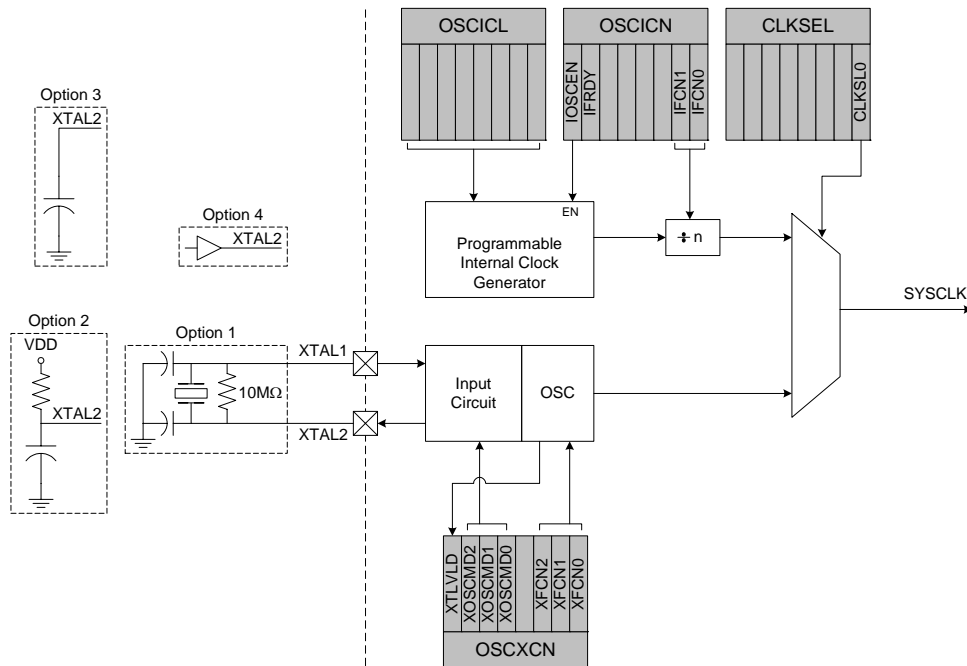 OSCICL
OSCICN
CLKSEL
IOSCEN
IFRDY
IFCN1
IFCN0
CLKSL0
Option 3
XTAL2
Option 4
XTAL2
EN
Programmable
Internal Clock
Generator
÷ n
SYSCLK
Option 2
VDD
XTAL2
Option 1
10MΩ
XTAL1
XTAL2
Input
Circuit
OSC
XTLVLD
XOSCMD2
XOSCMD1
XOSCMD0
XFCN2
XFCN1
XFCN0
OSCXCN